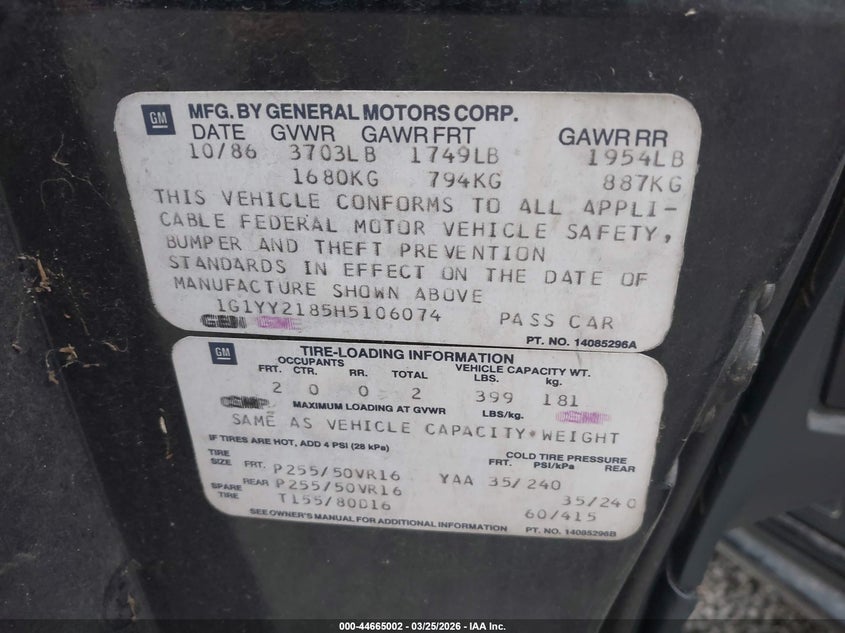 GM MFG. BY GENERAL MOTORS CORP.
DATE GVWR GAWR FRT GAWR RR
10/86 3703LB 1749LB 1954LB
1680KG 794KG 887KG
THIS VEHICLE CONFORMS TO ALL APPLI-
CABLE FEDERAL MOTOR VEHICLE SAFETY,
BUMPER AND THEFT PREVENTION
STANDARDS IN EFFECT ON THE DATE OF
MANUFACTURE SHOWN ABOVE
1G1YY2185H5106074 PASS CAR
PT. NO. 14085296A
GM TIRE-LOADING INFORMATION
OCCUPANTS VEHICLE CAPACITY WT.
FRT. CTR. RR. TOTAL LBS. kg.
2 0 0 2 399 181
MAXIMUM LOADING AT GVWR LBS/kg.
SAME AS VEHICLE CAPACITY*WEIGHT
IF TIRES ARE HOT, ADD 4 PSI (28 kPa)
COLD TIRE PRESSURE
TIRE SIZE FRT. PSI/kPa REAR
FRT. P255/50VR16 YAA 35/240
REAR P255/50VR16 35/240
SPARE TIRE T155/80D16 60/415
SEE OWNER'S MANUAL FOR ADDITIONAL INFORMATION PT. NO. 14085296B
000-44665002 - 03/25/2026 - IAA Inc.